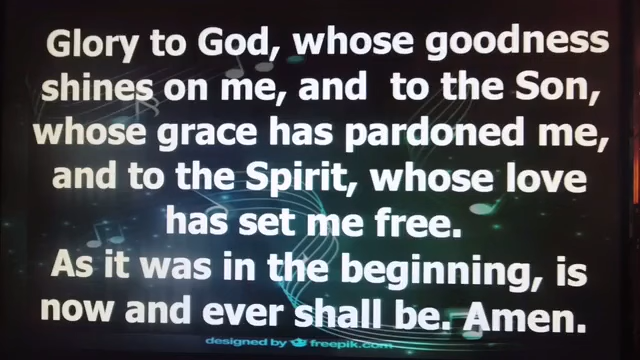 Glory to God, whose goodness
shines on me, and to the Son,
whose grace has pardoned me,
and to the Spirit, whose love
has set me free.
As it was in the beginning, is
now and ever shall be. Amen.
designed by freepik.com